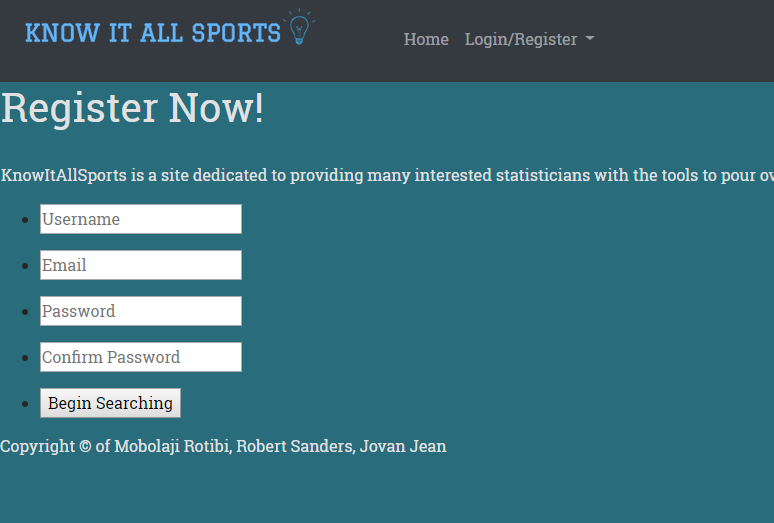 KNOW IT ALL SPORTS
Home Login/Register
Register Now!
KnowItAllSports is a site dedicated to providing many interested statisticians with the tools to pour
Username
Email
Password
Confirm Password
Begin Searching
Copyright © of Mobolaji Rotibi, Robert Sanders, Jovan Jean